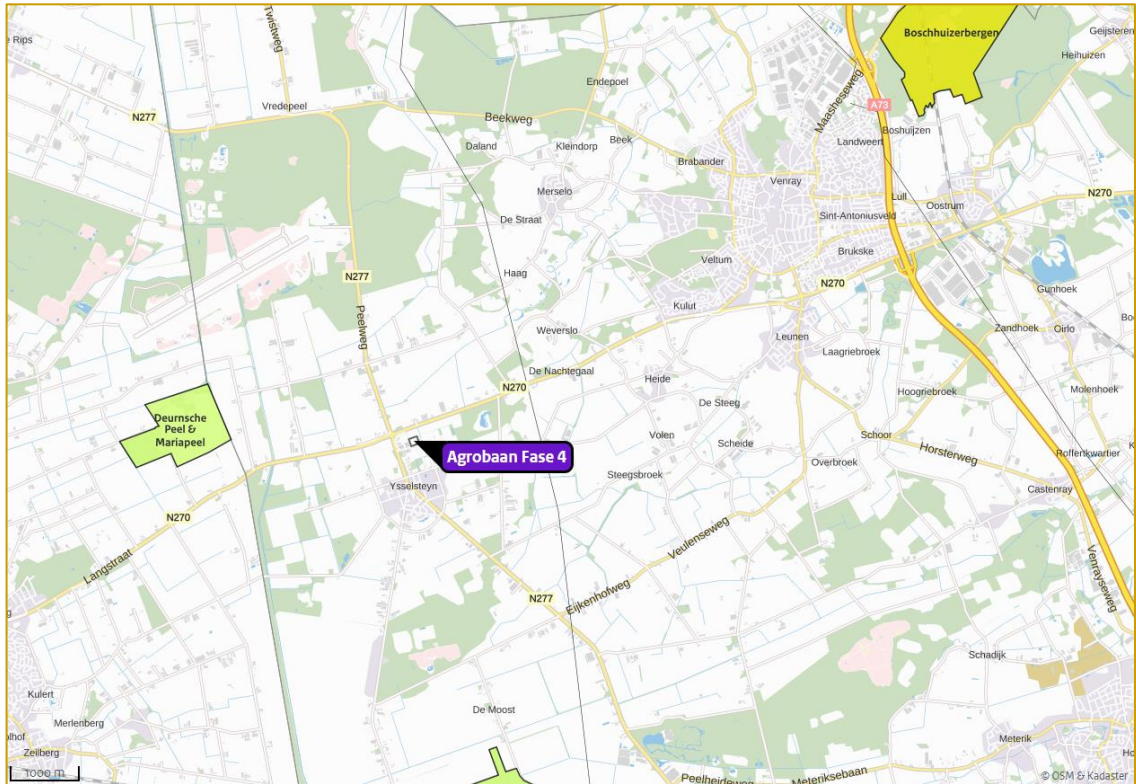 Boschhuizerbergen
Geijsteren
Rips
Twistweg
Heihuizen
Endepoel
Maasheseweg
Vredepeel
A73
N277
Beekweg
Boshuijzen
Daland
Kleindorp
Beek
Landweert
Brabander
Venray
Merselo
Lull
N270
Oostrum
De Straat
Sint-Antoniusveld
Brukske
Veltum
Haag
N277
N270
Gunhoek
Kulut
Peelweg
Weverslo
Zandhoek
Oirlo
Leunen
Laagriebroek
De Nachtegaal
Heide
N270
Hoogriebroek
Molenhoek
De Steeg
Deurnsche
Peel &
Mariapeel
Volen
Scheide
Schoor
Agrobaan Fase 4
Horsterweg
Roffertkwartier
Overbroek
Steegsbroek
Ysselsteyn
Castenray
N270
Veulenseweg
Langstraat
Venrayseweg
N277
Eijkenhofweg
Schadijk
Kulert
De Moost
Merlenberg
Meterik
Zeilberg
1000 m
Peelheideweg
Meteriksebaan
© OSM & Kadaster